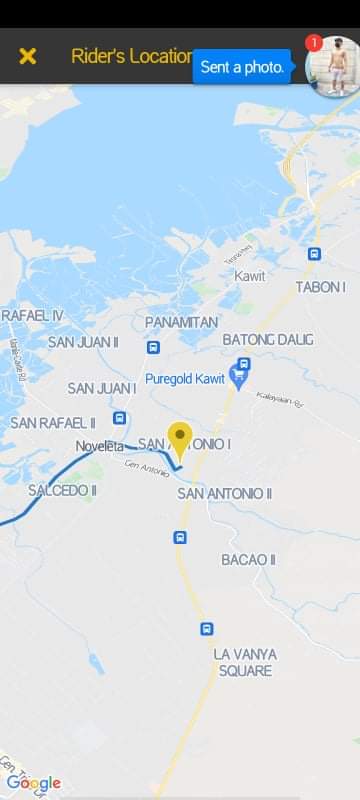 Rider's Location
Sent a photo.
1
Kawit
TABON I
RAFAEL IV
PANAMITAN
SAN JUAN II
BATONG DALIG
Puregold Kawit
SAN JUAN I
Kalayaan Rd
SAN RAFAEL II
Noveleta
SAN ANTONIO I
Gen Antonio
SALCEDO II
SAN ANTONIO II
BACAO II
LA VANYA
SQUARE
Google